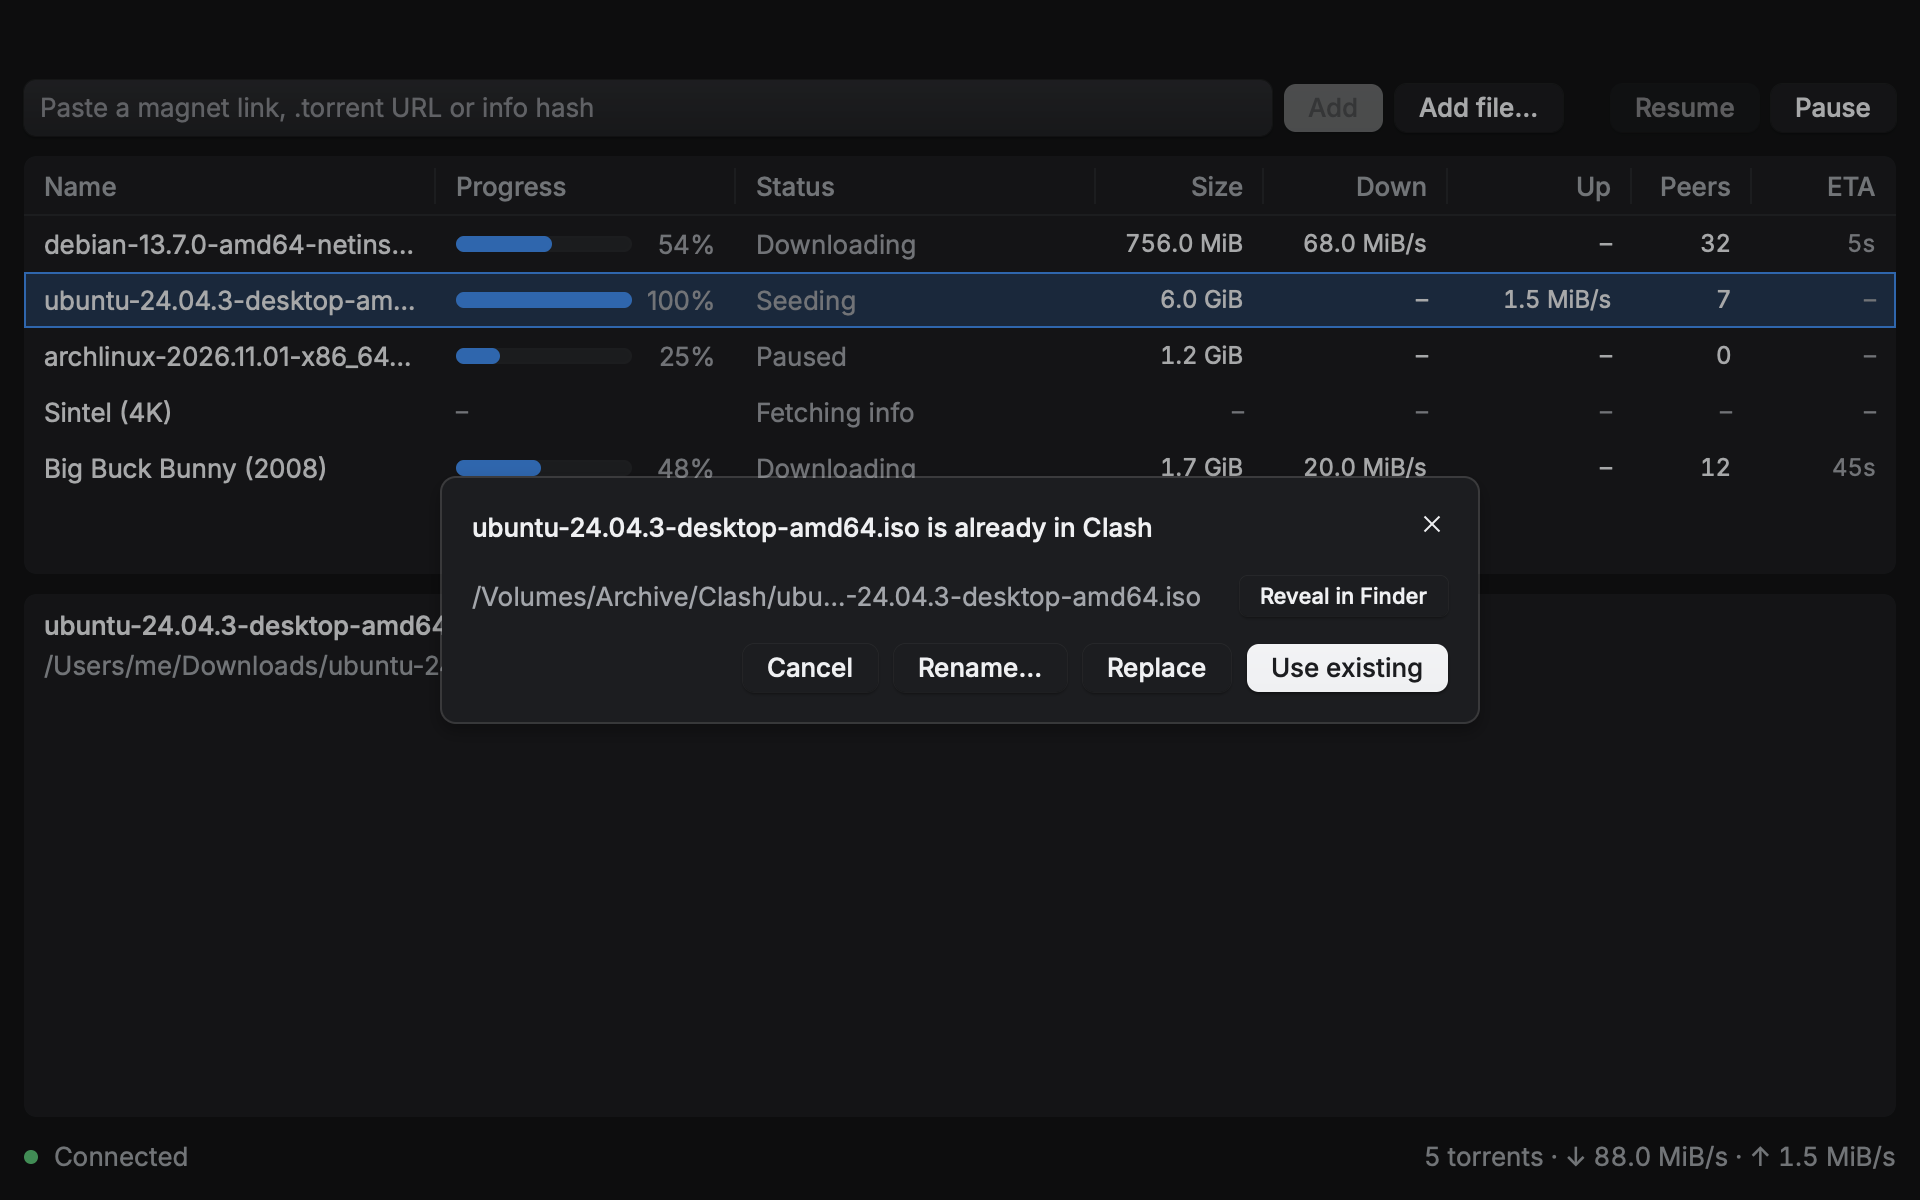 Paste a magnet link, .torrent URL or info hash Add Add file... Resume Pause
Name Progress Status Size Down Up Peers ETA
debian-13.7.0-amd64-netins... 54% Downloading 756.0 MiB 68.0 MiB/s – 32 5s
ubuntu-24.04.3-desktop-am... 100% Seeding 6.0 GiB – 1.5 MiB/s 7 –
archlinux-2026.11.01-x86_64... 25% Paused 1.2 GiB – – 0 –
Sintel (4K) – Fetching info – – – – –
Big Buck Bunny (2008) 48% Downloading 1.7 GiB 20.0 MiB/s – 12 45s
ubuntu-24.04.3-desktop-amd64.iso is already in Clash
/Volumes/Archive/Clash/ubu...-24.04.3-desktop-amd64.iso Reveal in Finder
Cancel Rename... Replace Use existing
ubuntu-24.04.3-desktop-amd64
/Users/me/Downloads/ubuntu-24
Connected 5 torrents · ↓ 88.0 MiB/s · ↑ 1.5 MiB/s